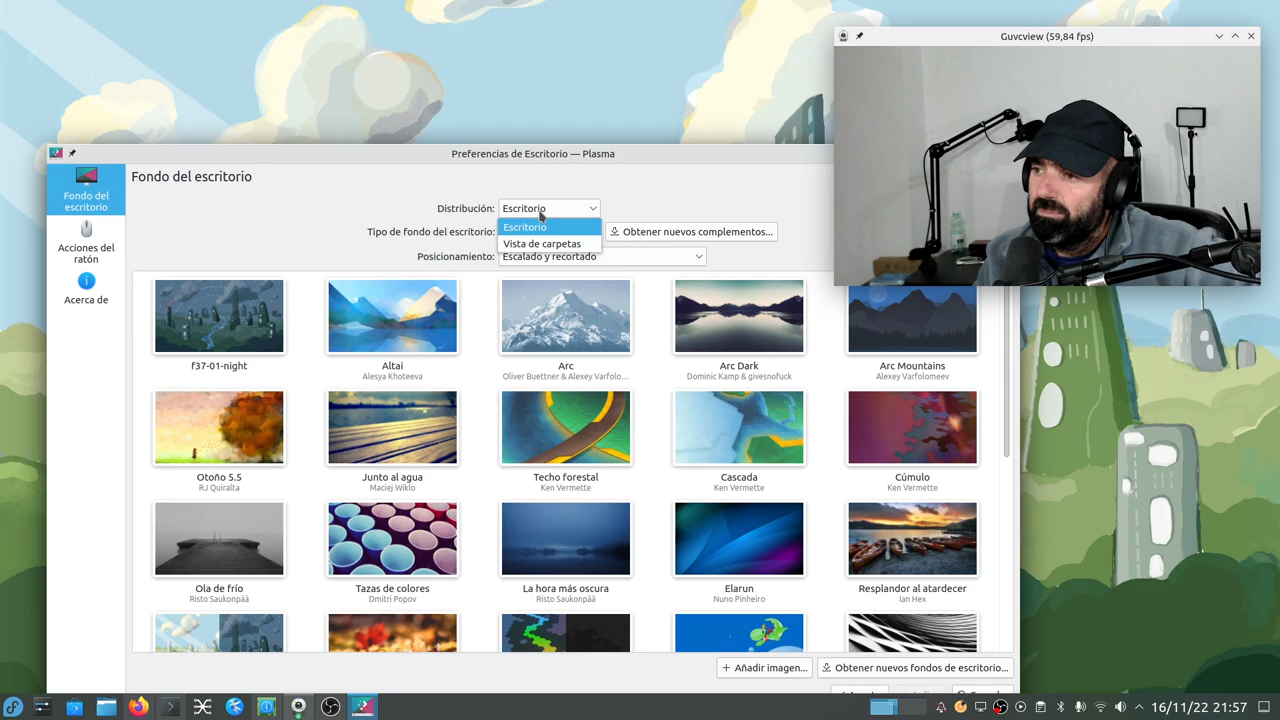 Guvcview (59,84 fps)
Preferencias de Escritorio — Plasma
Fondo del
escritorio
Acciones del
ratón
Acerca de
Fondo del escritorio
Distribución:
Escritorio
Escritorio
Vista de carpetas
Tipo de fondo del escritorio:
Obtener nuevos complementos...
Posicionamiento:
Escalado y recortado
f37-01-night
Altai
Alesya Khoteeva
Arc
Oliver Buettner & Alexey Varfolo...
Arc Dark
Dominic Kamp & givesnofuck
Arc Mountains
Alexey Varfolomeev
Otoño 5.5
RJ Quiralta
Junto al agua
Maciej Wiklo
Techo forestal
Ken Vermette
Cascada
Ken Vermette
Cúmulo
Ken Vermette
Ola de frío
Risto Saukonpää
Tazas de colores
Dmitri Popov
La hora más oscura
Risto Saukonpää
Elarun
Nuno Pinheiro
Resplandor al atardecer
Ian Hex
Añadir imagen...
Obtener nuevos fondos de escritorio...
16/11/22 21:57